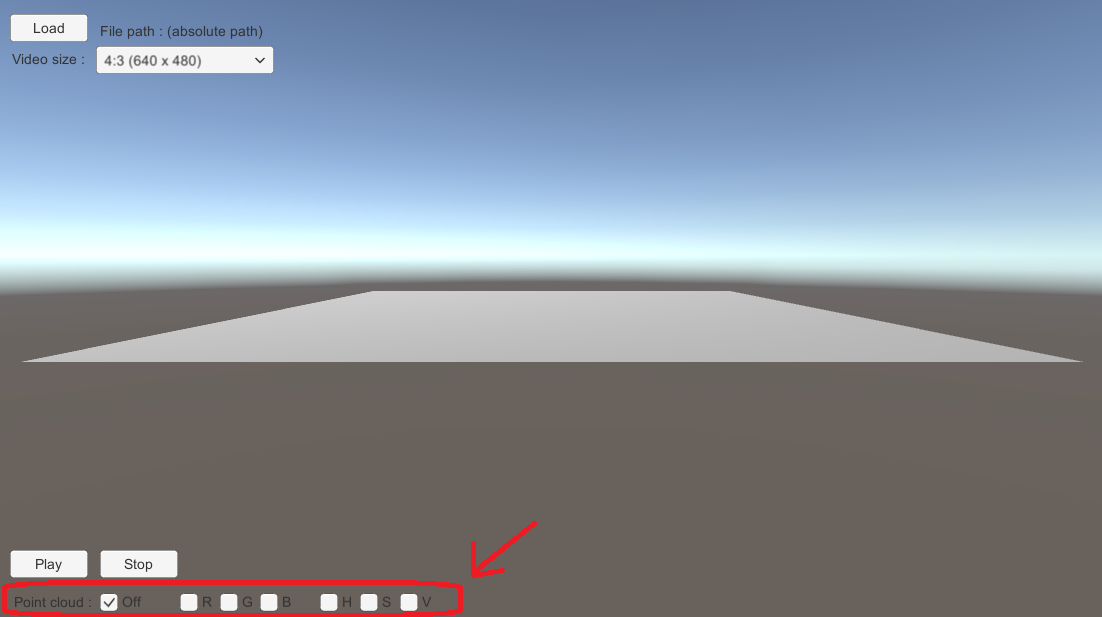 Load File path : (absolute path)
Video size : 4:3 (640 x 480)
Play Stop
Point cloud : Off R G B H S V